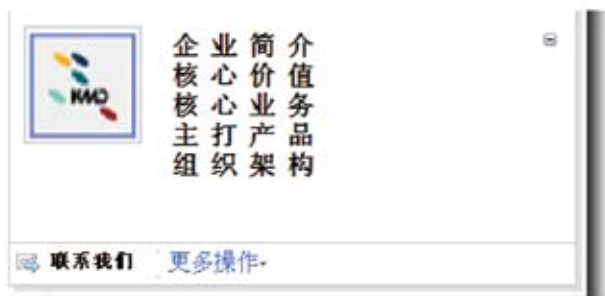 企业简介
核心价值
核心业务
主打产品
组织架构
KMD
联系我们 更多操作